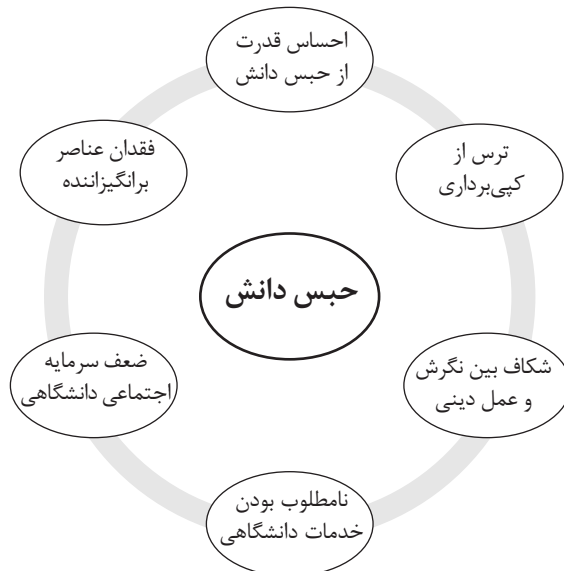 احساس قدرت
از حبس دانش
ترس از
کپی‌برداری
شکاف بین نگرش
و عمل دینی
نامطلوب بودن
خدمات دانشگاهی
ضعف سرمایه
اجتماعی دانشگاهی
فقدان عناصر
برانگیزاننده
حبس دانش